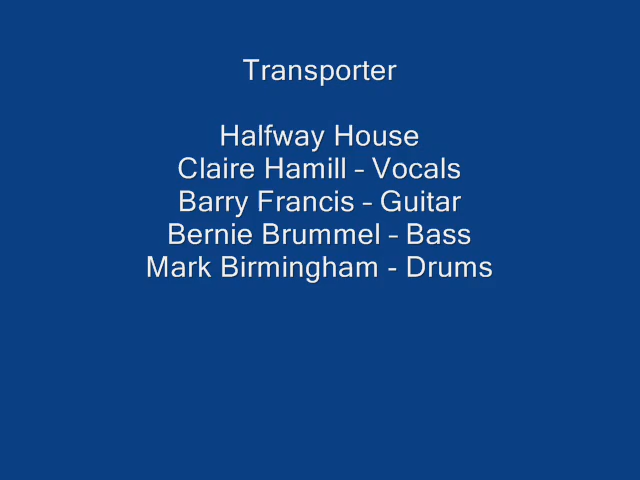 Transporter
Halfway House
Claire Hamill – Vocals
Barry Francis – Guitar
Bernie Brummel – Bass
Mark Birmingham - Drums